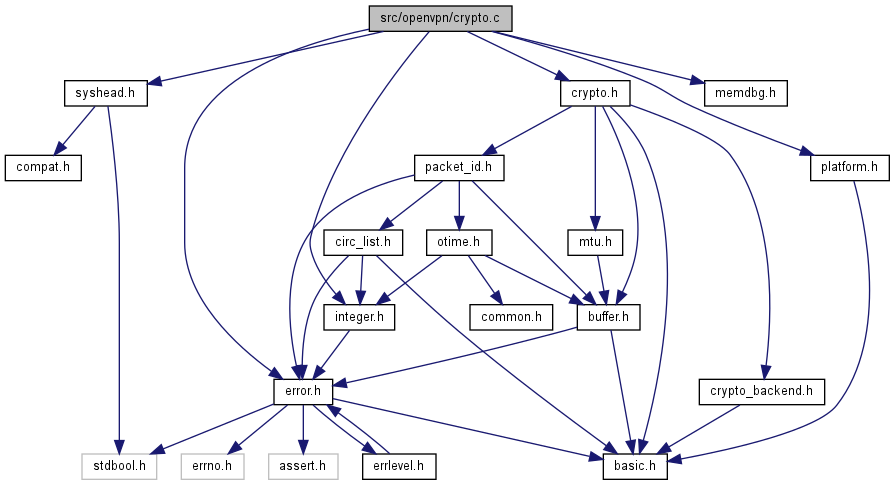 src/openvpn/crypto.c
syshead.h
crypto.h
memdbg.h
compat.h
packet_id.h
platform.h
circ_list.h
otime.h
mtu.h
integer.h
common.h
buffer.h
error.h
crypto_backend.h
stdbool.h
errno.h
assert.h
errlevel.h
basic.h